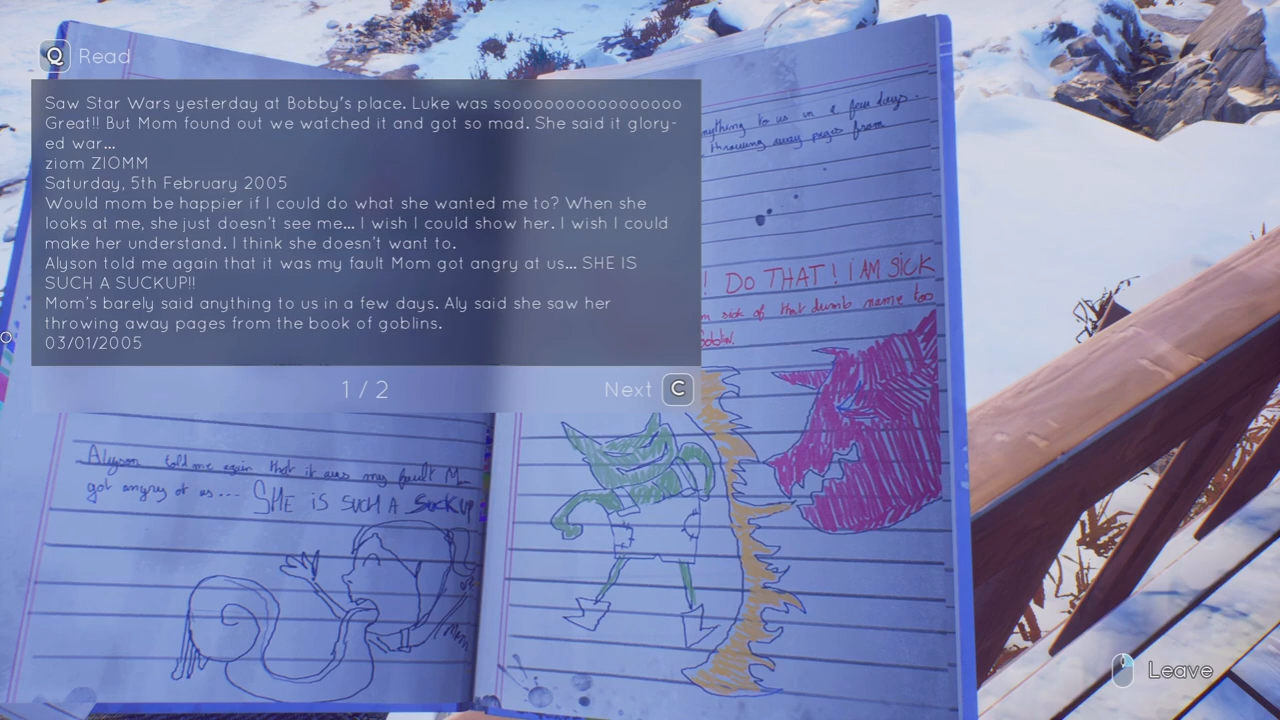 Q Read
Saw Star Wars yesterday at Bobby's place. Luke was sooooooooooooooooo
Great!! But Mom found out we watched it and got so mad. She said it glory-
ed war...
ziom ZIOMM
Saturday, 5th February 2005
Would mom be happier if I could do what she wanted me to? When she
looks at me, she just doesn't see me... I wish I could show her. I wish I could
make her understand. I think she doesn't want to.
Alyson told me again that it was my fault Mom got angry at us... SHE IS
SUCH A SUCKUP!!
Mom's barely said anything to us in a few days. Aly said she saw her
throwing away pages from the book of goblins.
03/01/2005
1 / 2
Next C
Alyson told me again that it was my fault M
got angry at us... SHE IS SUCH A SUCKUP
nything to us in a few days.
throwing away pages from
! DO THAT! I AM SICK
m sick of that dumb name too
Goblin.
Leave